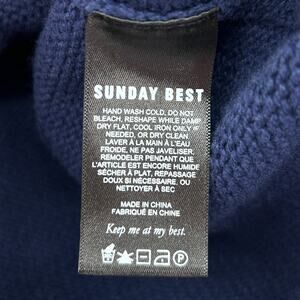 SUNDAY BEST
HAND WASH COLD, DO NOT
BLEACH, RESHAPE WHILE DAMP,
DRY FLAT, COOL IRON ONLY IF
NEEDED, OR DRY CLEAN
LAVER À LA MAIN À L'EAU
FROIDE, NE PAS JAVELISER,
REMODELER PENDANT QUE
L'ARTICLE EST ENCORE HUMIDE
SÉCHER À PLAT, REPASSAGE
DOUX SI NÉCESSAIRE, OU
NETTOYER À SEC
MADE IN CHINA
FABRIQUÉ EN CHINE
Keep me at my best.
P